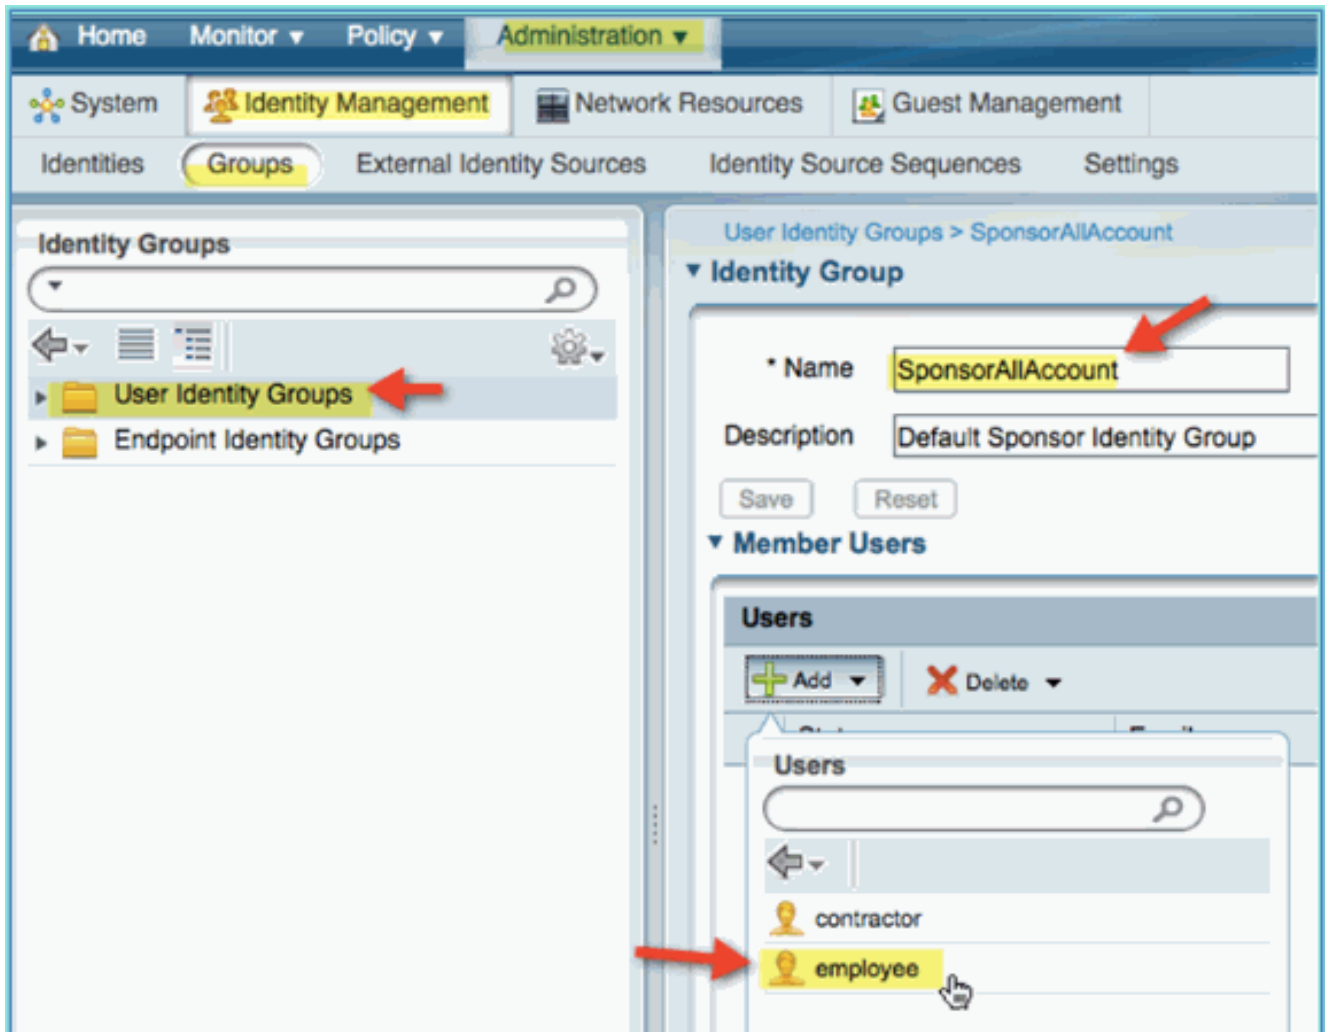 Home Monitor Policy Administration
System Identity Management Network Resources Guest Management
Identities Groups External Identity Sources Identity Source Sequences Settings
Identity Groups
User Identity Groups
Endpoint Identity Groups
User Identity Groups > SponsorAllAccount
Identity Group
* Name SponsorAllAccount
Description Default Sponsor Identity Group
Save Reset
Member Users
Users
Add Delete
Users
contractor
employee